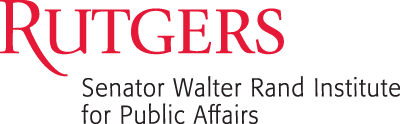 RUTGERS
Senator Walter Rand Institute
for Public Affairs